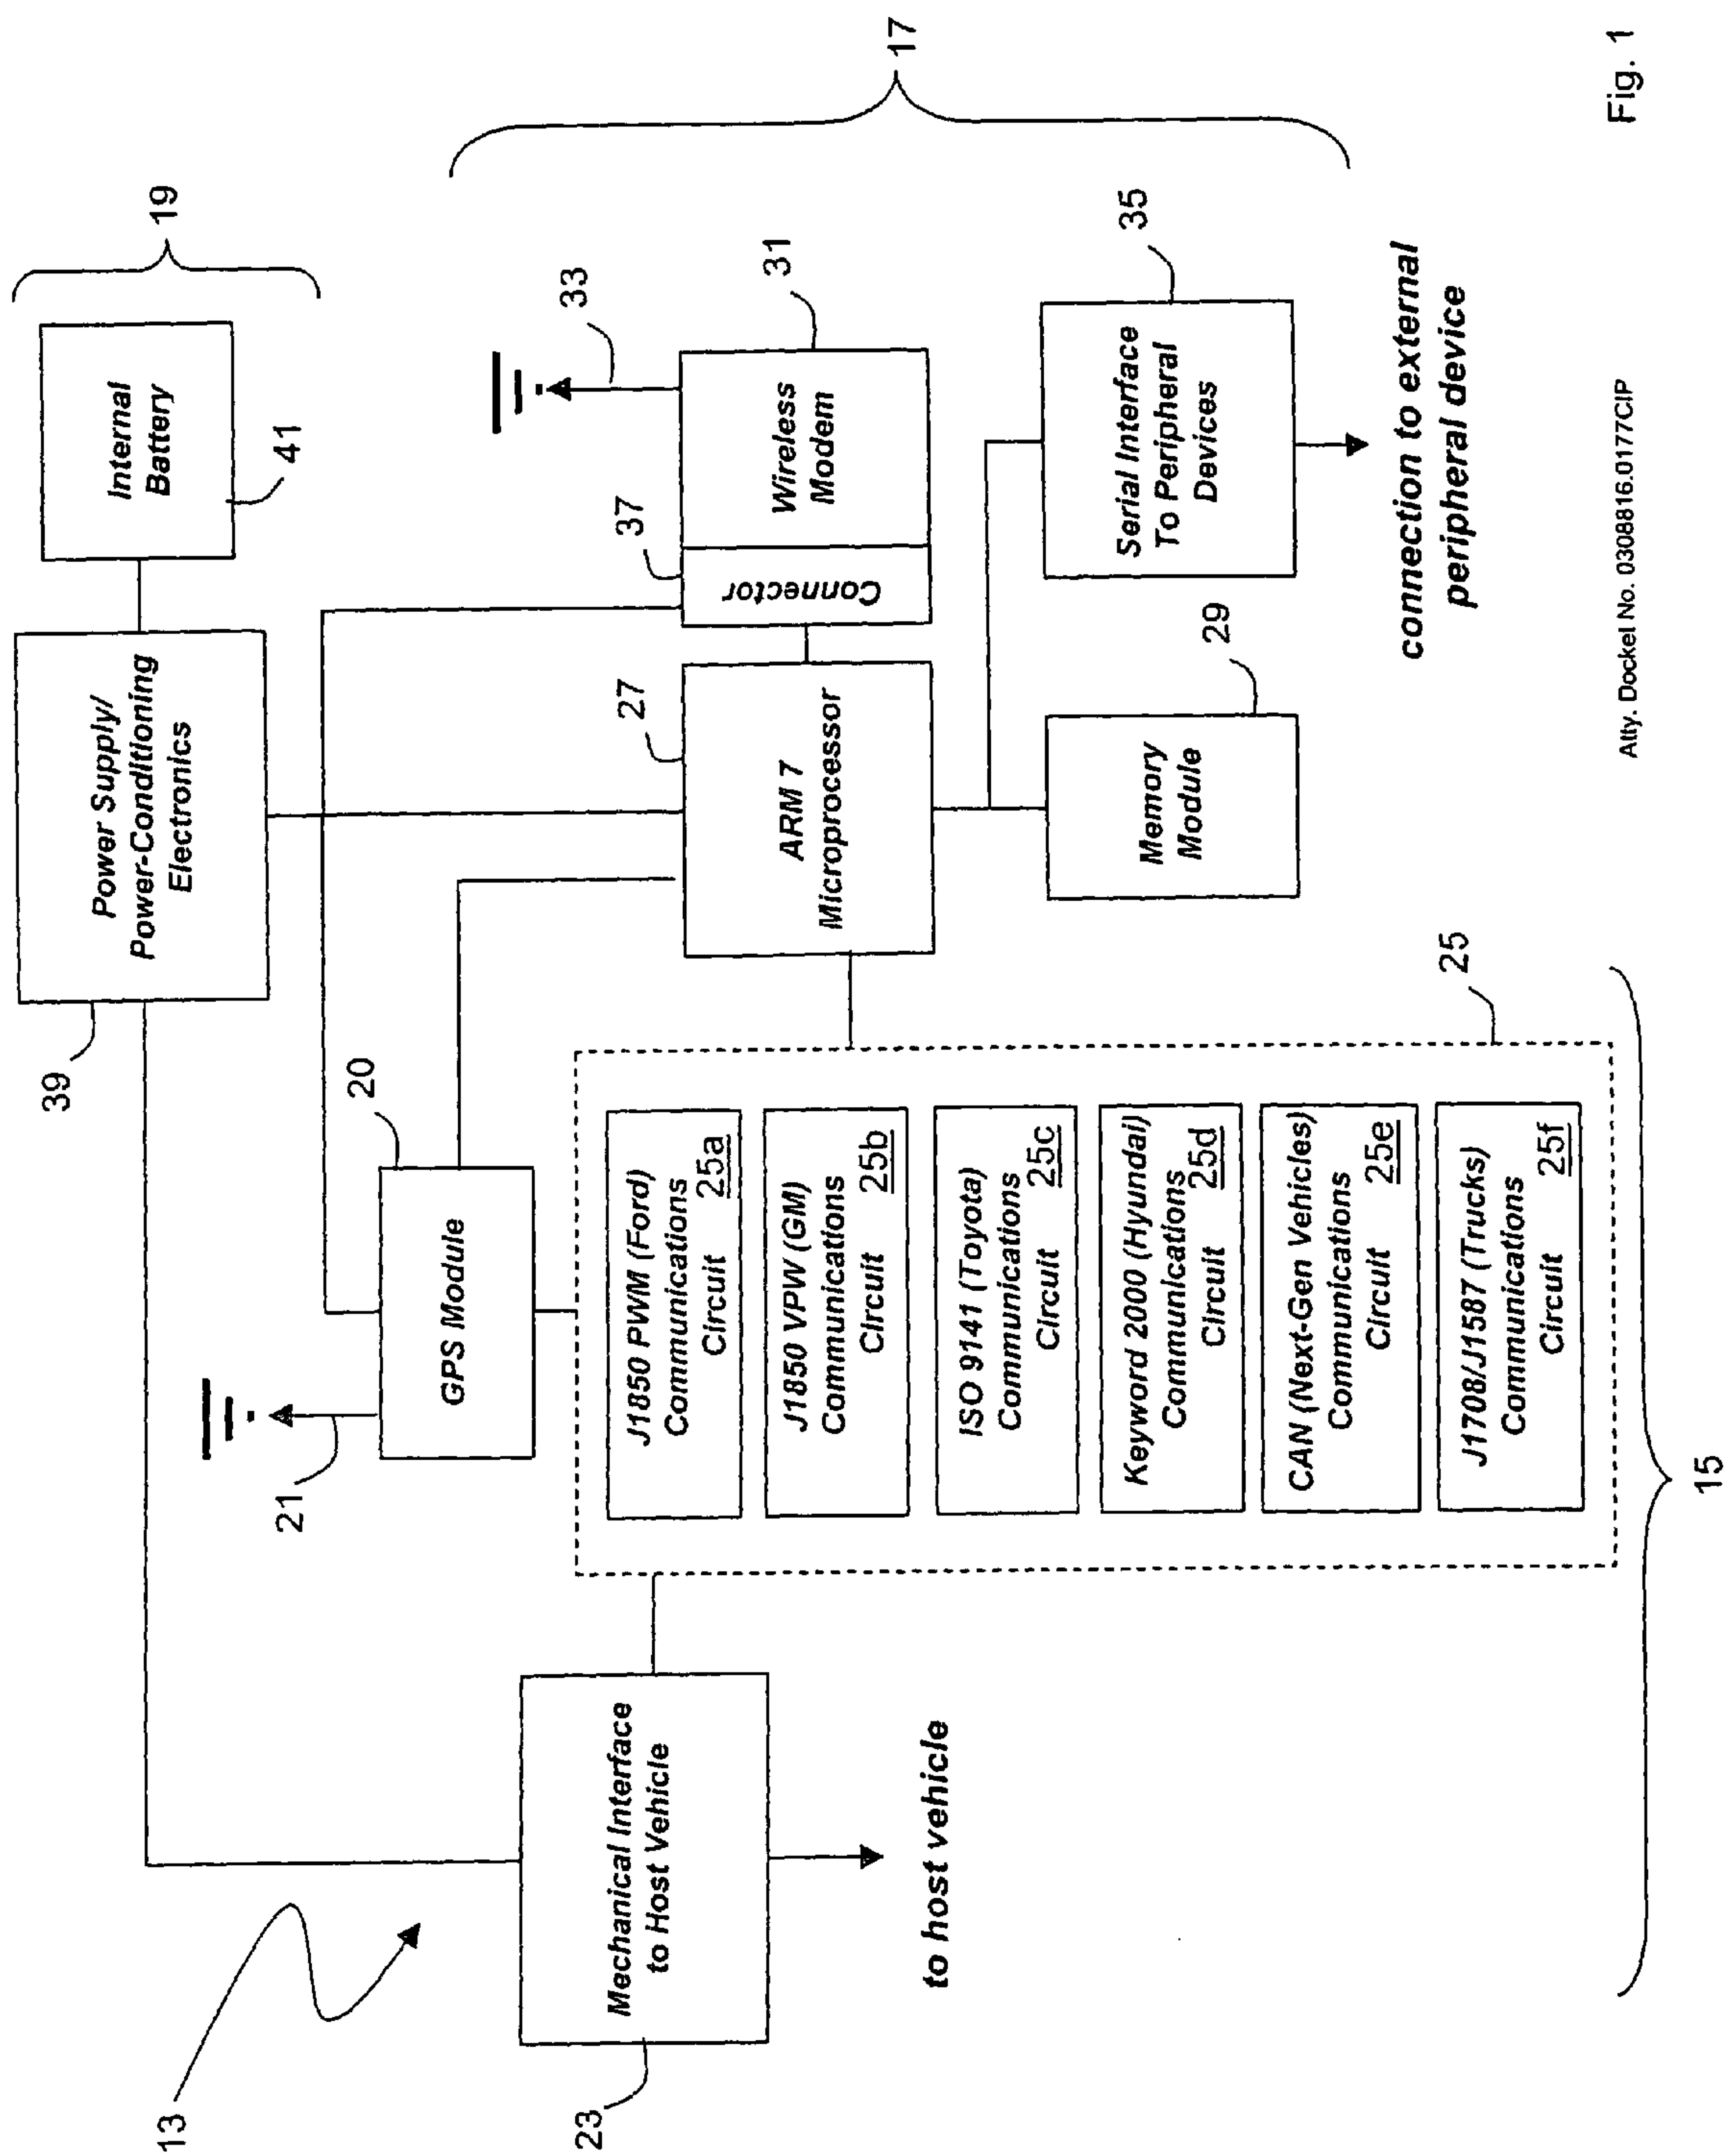 13
39
Power Supply/
Power-Conditioning
Electronics
Internal
Battery
41
19
21
20
GPS Module
23
Mechanical Interface
to Host Vehicle
to host vehicle
J1850 PWM (Ford)
Communications
Circuit 25a
J1850 VPW (GM)
Communications
Circuit 25b
ISO 9141 (Toyota)
Communications
Circuit 25c
Keyword 2000 (Hyundai)
Communications
Circuit 25d
CAN (Next-Gen Vehicles)
Communications
Circuit 25e
J1708/J1587 (Trucks)
Communications
Circuit 25f
25
15
27
ARM 7
Microprocessor
37
Connector
33
Wireless
Modem
31
17
29
Memory
Module
Serial Interface
To Peripheral
Devices
35
connection to external
peripheral device
Atty. Docket No. 0308816.0177CIP
Fig. 1